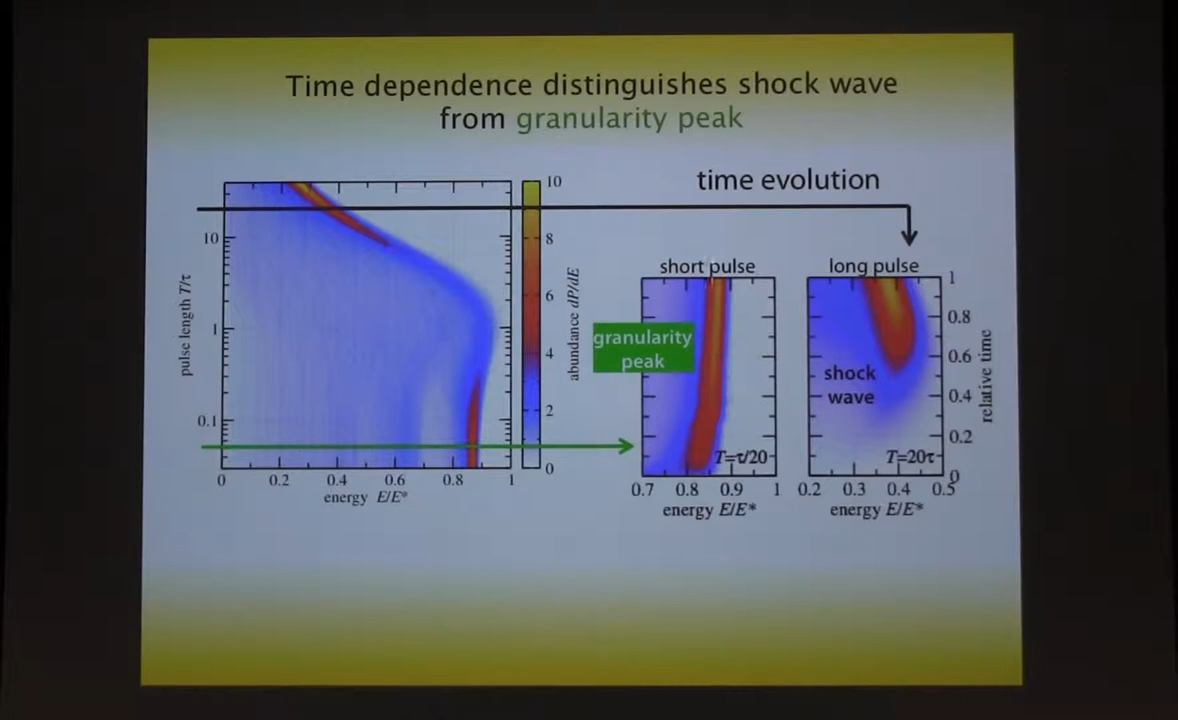 Time dependence distinguishes shock wave
from granularity peak
time evolution
10
8
6
4
2
0
abundance dP/dE
pulse length T/τ
10
1
0.1
0
0.2
0.4
0.6
0.8
1
energy E/E*
short pulse
granularity
peak
T=τ/20
0.7
0.8
0.9
1
energy E/E*
long pulse
shock
wave
T=20τ
1
0.8
0.6
0.4
0.2
0
relative time
0.2
0.3
0.4
0.5
energy E/E*